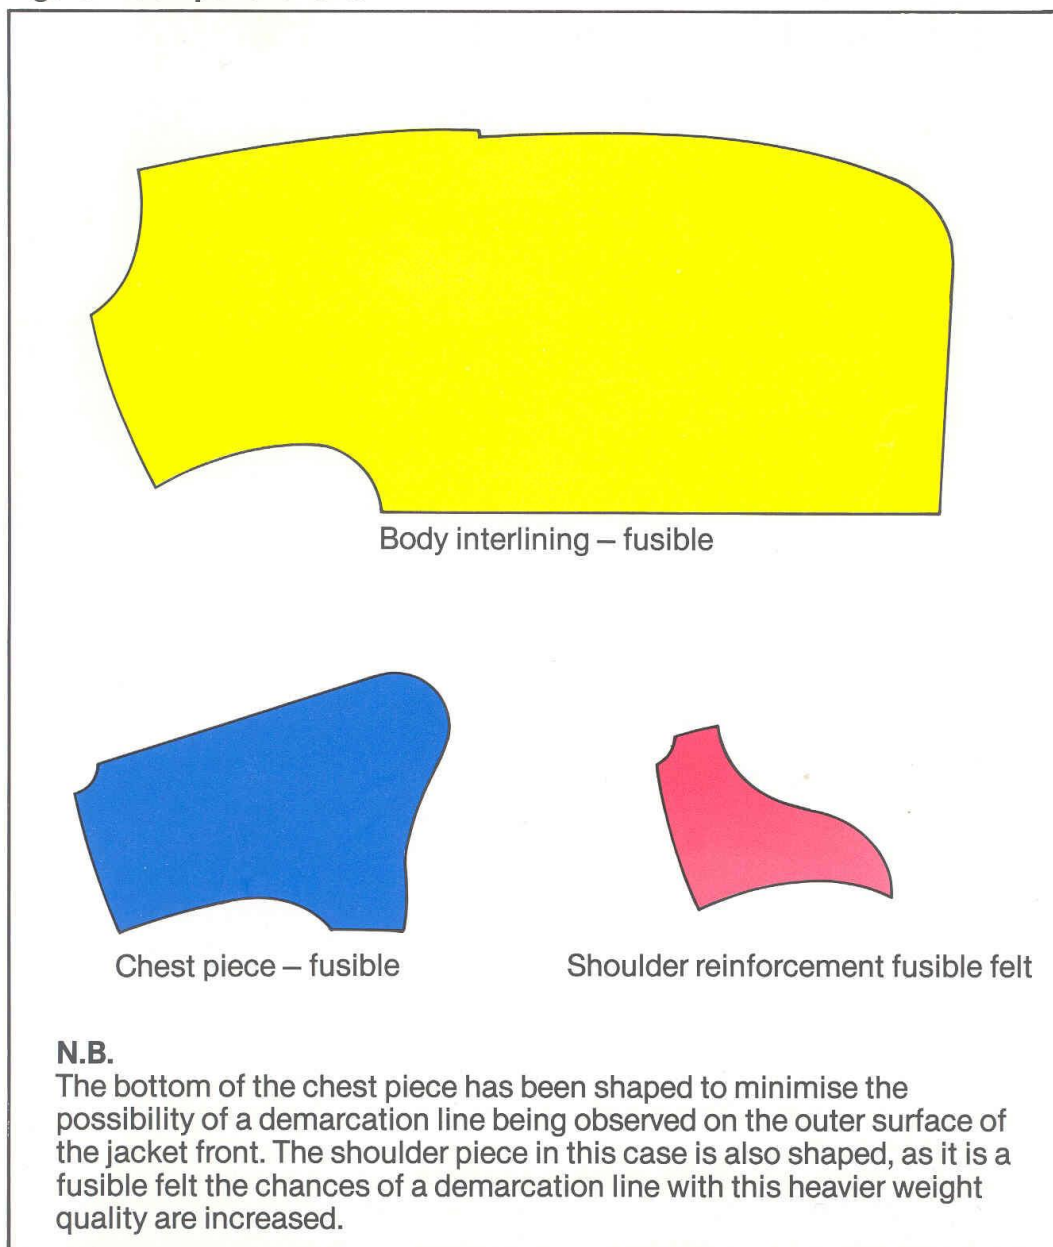 Body interlining – fusible
Chest piece – fusible
Shoulder reinforcement fusible felt
N.B.
The bottom of the chest piece has been shaped to minimise the
possibility of a demarcation line being observed on the outer surface of
the jacket front. The shoulder piece in this case is also shaped, as it is a
fusible felt the chances of a demarcation line with this heavier weight
quality are increased.